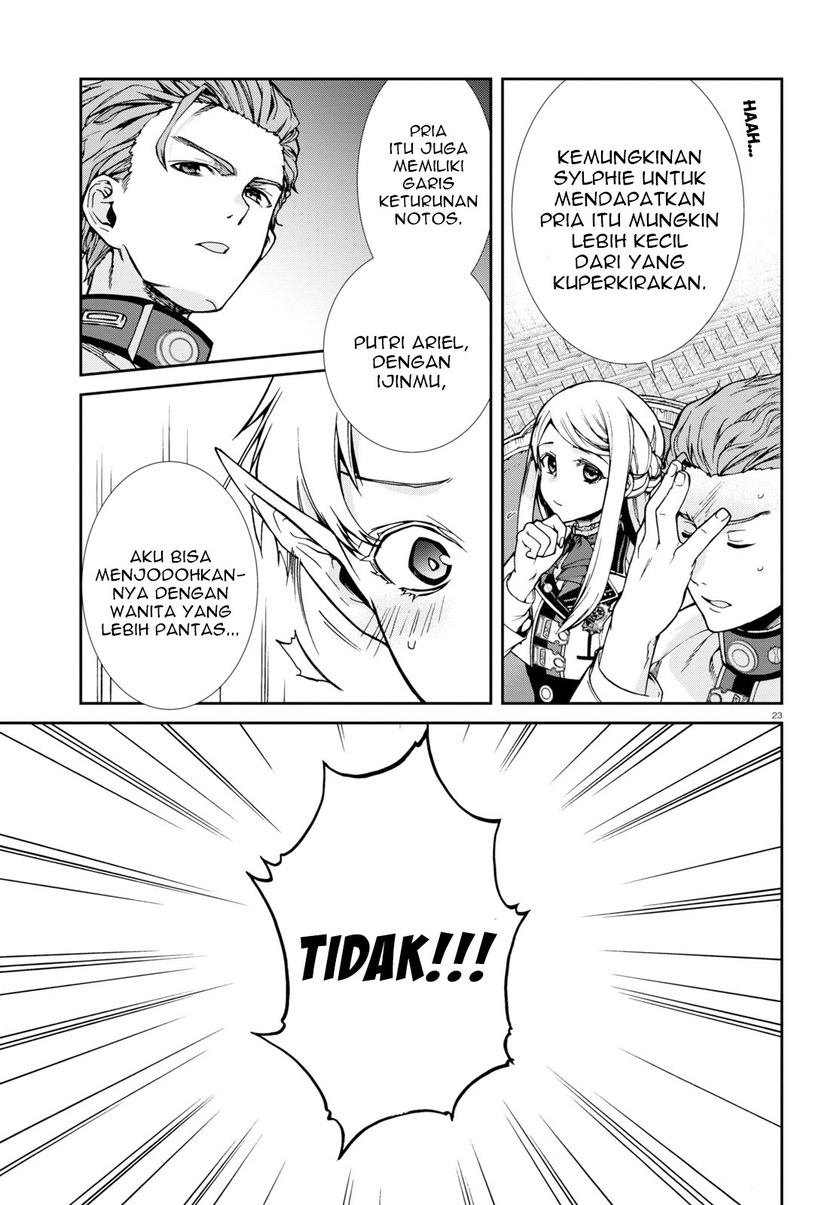 HAAH...
KEMUNGKINAN
SYLPHIE UNTUK
MENDAPATKAN
PRIA ITU MUNGKIN
LEBIH KECIL
DARI YANG
KUPERKIRAKAN.
PRIA
ITU JUGA
MEMILIKI
GARIS
KETURUNAN
NOTOS.
PUTRI ARIEL,
DENGAN
IJINMU,
AKU BISA
MENJODOHKAN-
NYA DENGAN
WANITA YANG
LEBIH PANTAS...
23
TIDAK!!!